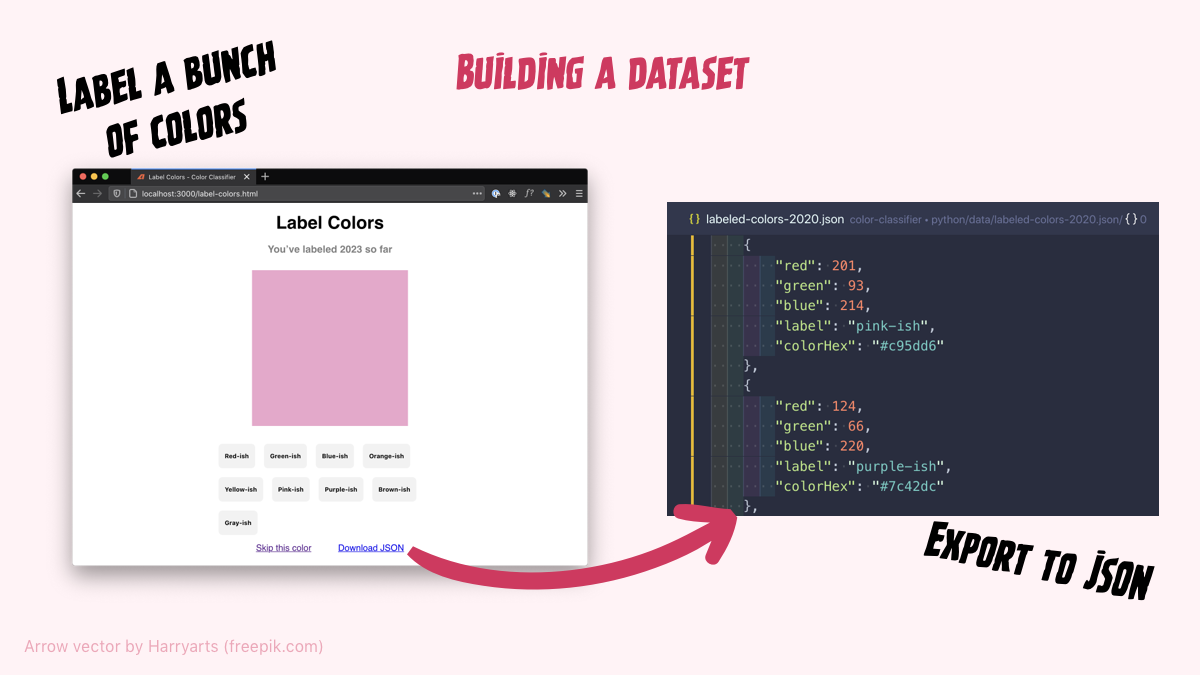 Building a dataset
Label a bunch
of colors
Label Colors - Color Classifier
localhost:3000/label-colors.html
Label Colors
You've labeled 2023 so far
Red-ish Green-ish Blue-ish Orange-ish
Yellow-ish Pink-ish Purple-ish Brown-ish
Gray-ish
Skip this color Download JSON
{} labeled-colors-2020.json color-classifier • python/data/labeled-colors-2020.json/ {} 0
{
"red": 201,
"green": 93,
"blue": 214,
"label": "pink-ish",
"colorHex": "#c95dd6"
},
{
"red": 124,
"green": 66,
"blue": 220,
"label": "purple-ish",
"colorHex": "#7c42dc"
},
Export to JSON
Arrow vector by Harryarts (freepik.com)